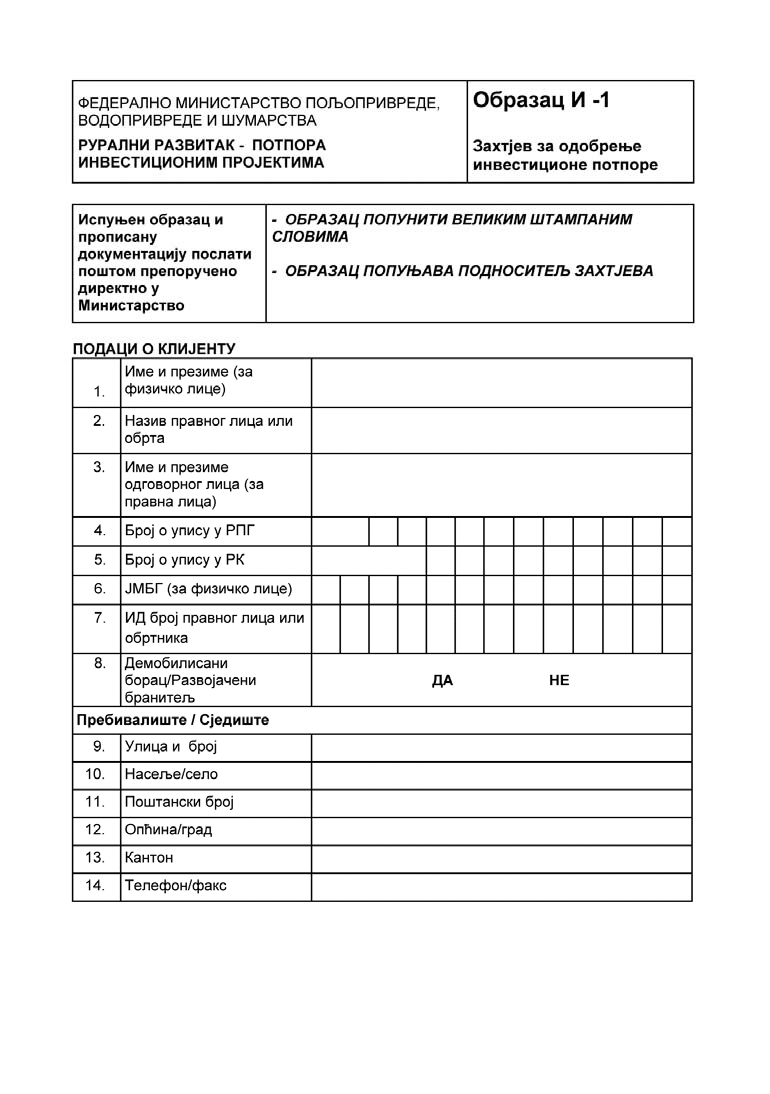 ФЕДЕРАЛНО МИНИСТАРСТВО ПОЉОПРИВРЕДЕ,
ВОДОПРИВРЕДЕ И ШУМАРСТВА
РУРАЛНИ РАЗВИТАК - ПОТПОРА
ИНВЕСТИЦИОНИМ ПРОЈЕКТИМА
Образац И -1
Захтјев за одобрење
инвестиционе потпоре
Испуњен образац и
прописану
документацију послати
поштом препоручено
директно у
Министарство
- ОБРАЗАЦ ПОПУНИТИ ВЕЛИКИМ ШТАМПАНИМ
СЛОВИМА
- ОБРАЗАЦ ПОПУЊАВА ПОДНОСИТЕЉ ЗАХТЈЕВА
ПОДАЦИ О КЛИЈЕНТУ
1. Име и презиме (за
физичко лице)
2. Назив правног лица или
обрта
3. Име и презиме
одговорног лица (за
правна лица)
4. Број о упису у РПГ
5. Број о упису у РК
6. ЈМБГ (за физичко лице)
7. ИД број правног лица или
обртника
8. Демобилисани
борац/Развојачени
бранитељ
ДА НЕ
Пребивалиште / Сједиште
9. Улица и број
10. Насеље/село
11. Поштански број
12. Опћина/град
13. Кантон
14. Телефон/факс